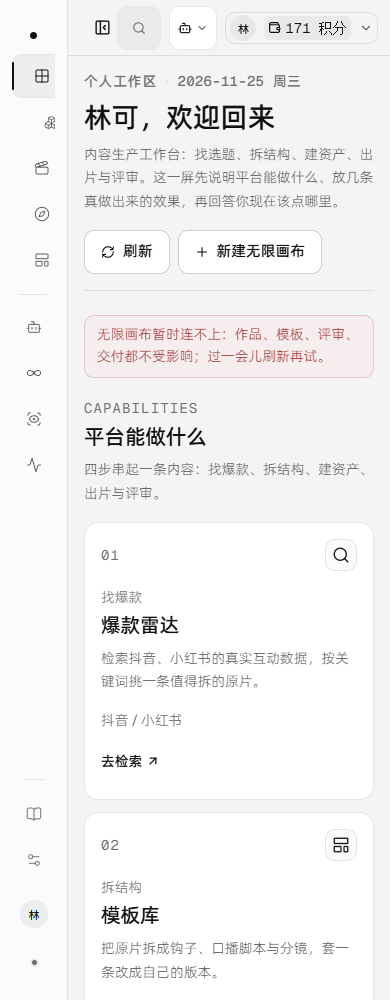 林 171 积分
个人工作区 · 2026-11-25 周三
林可，欢迎回来
内容生产工作台：找选题、拆结构、建资产、出
片与评审。这一屏先说明平台能做什么、放几条
真做出来的效果，再回答你现在该点哪里。
刷新 新建无限画布
无限画布暂时连不上：作品、模板、评审、
交付都不受影响；过一会儿刷新再试。
CAPABILITIES
平台能做什么
四步串起一条内容：找爆款、拆结构、建资产、
出片与评审。
01
找爆款
爆款雷达
检索抖音、小红书的真实互动数据，按关
键词挑一条值得拆的原片。
抖音 / 小红书
去检索
02
拆结构
模板库
把原片拆成钩子、口播脚本与分镜，套一
条改成自己的版本。
林